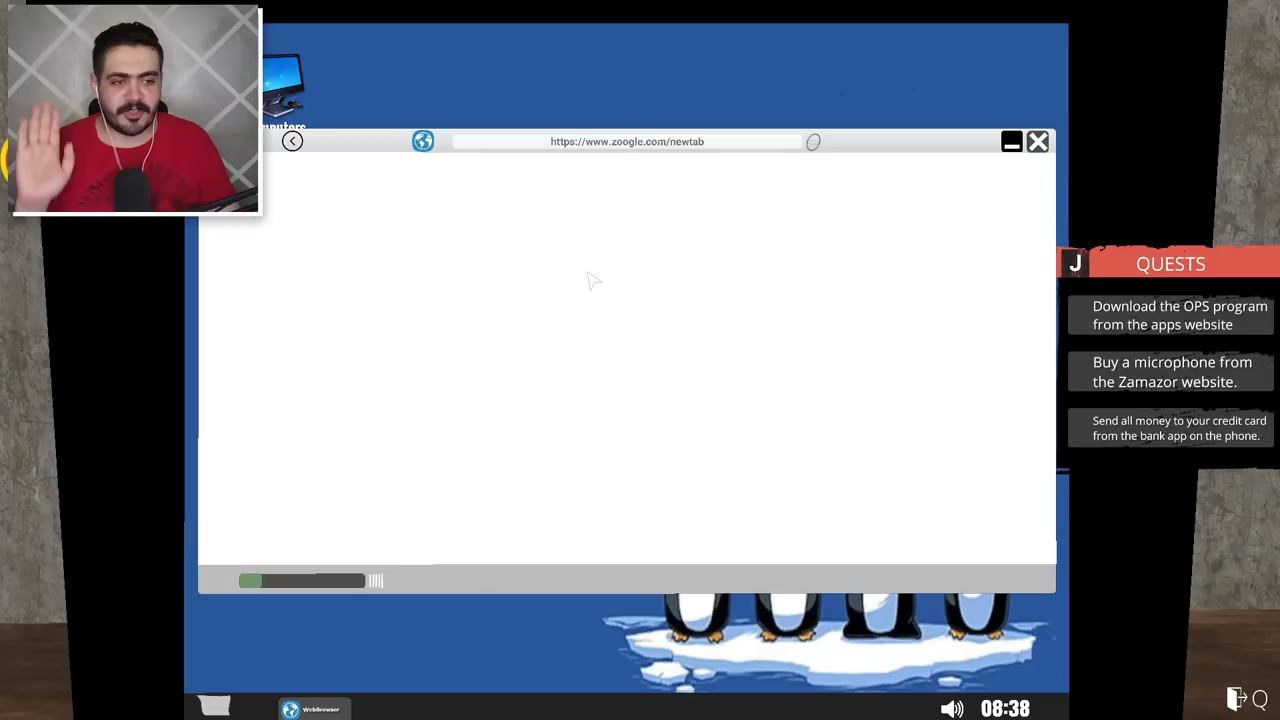 https://www.zoogle.com/newtab
J QUESTS
Download the OPS program
from the apps website
Buy a microphone from
the Zamazor website.
Send all money to your credit card
from the bank app on the phone.
WebBrowser
08:38
Q